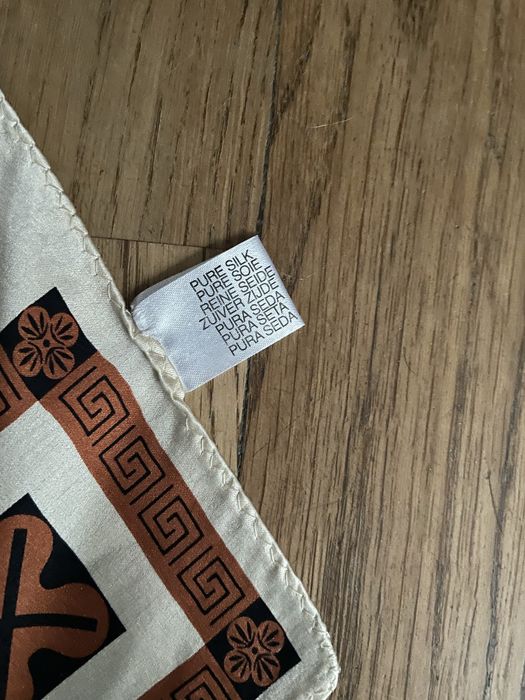 PURE SILK
PURE SOIE
REINE SEIDE
ZUIVER ZIJDE
PURA SEDA
PURA SETA
PURA SEDA